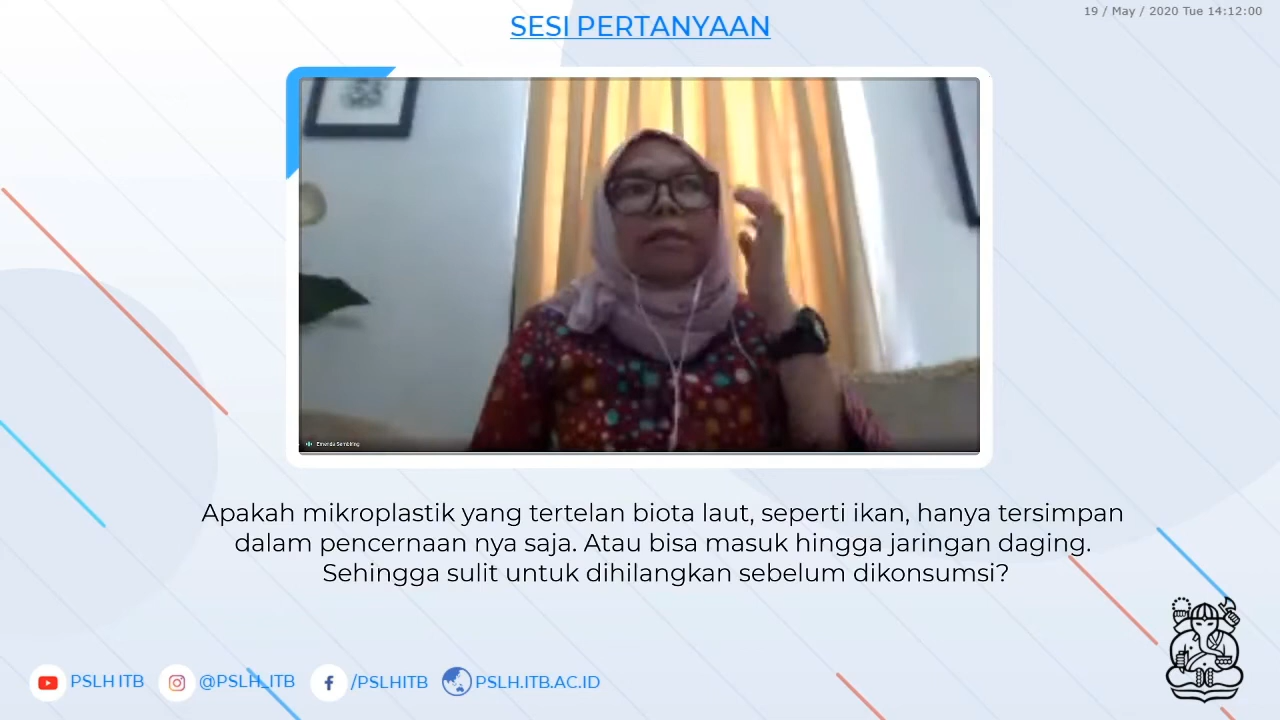 SESI PERTANYAAN
19 / May / 2020 Tue 14:12:00
Emenda Sembiring
Apakah mikroplastik yang tertelan biota laut, seperti ikan, hanya tersimpan
dalam pencernaan nya saja. Atau bisa masuk hingga jaringan daging.
Sehingga sulit untuk dihilangkan sebelum dikonsumsi?
PSLH ITB @PSLH_ITB /PSLHITB PSLH.ITB.AC.ID